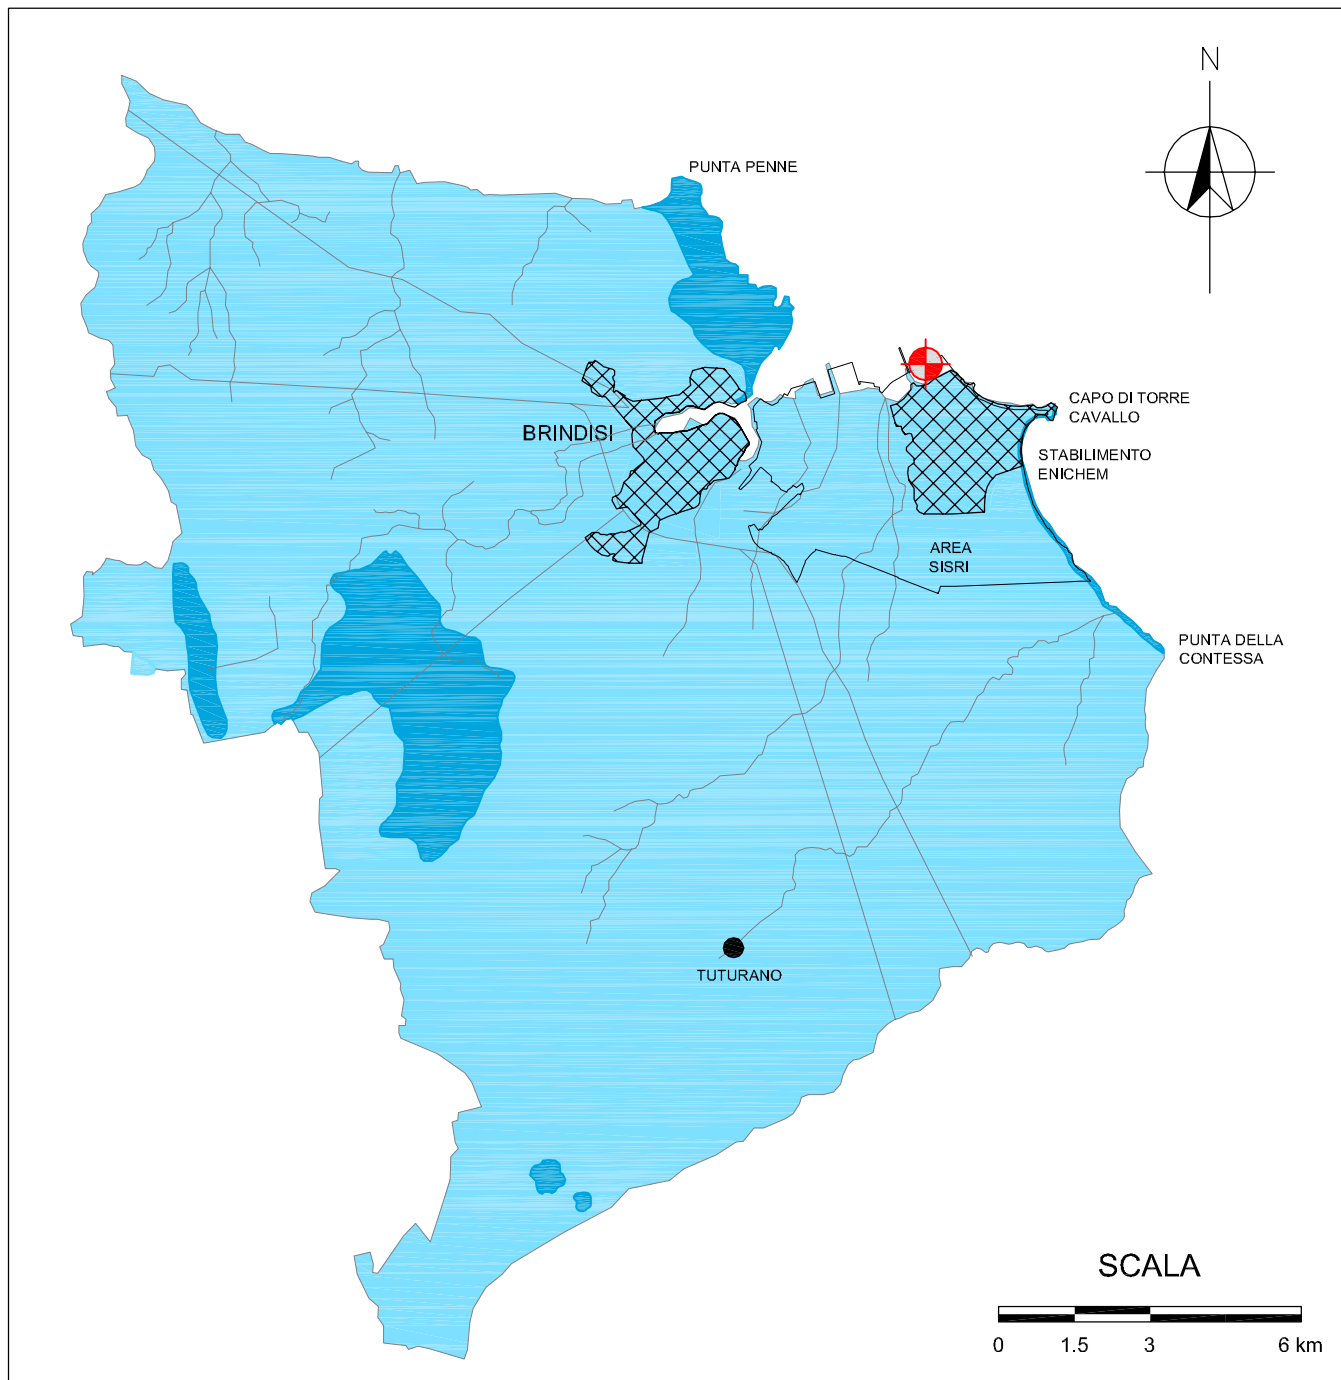 N
PUNTA PENNE
CAPO DI TORRE
CAVALLO
BRINDISI
STABILIMENTO
ENICHEM
AREA
SISRI
PUNTA DELLA
CONTESSA
TUTURANO
SCALA
0 1.5 3 6 km